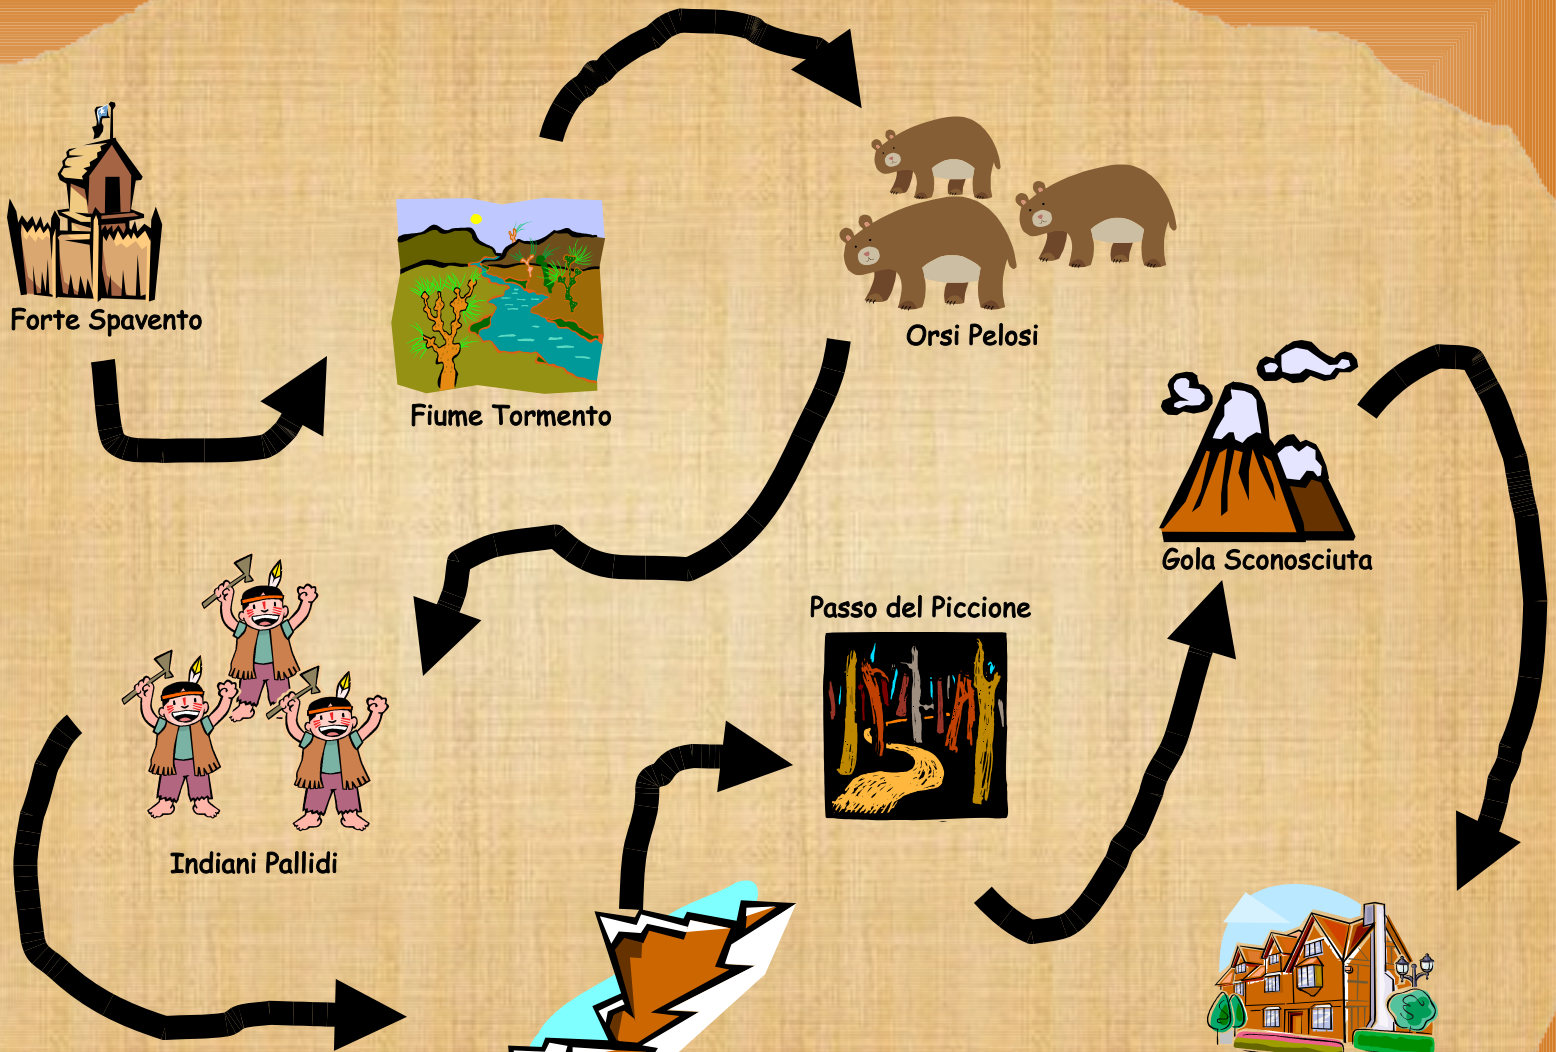 Forte Spavento
Fiume Tormento
Orsi Pelosi
Gola Sconosciuta
Passo del Piccione
Indiani Pallidi